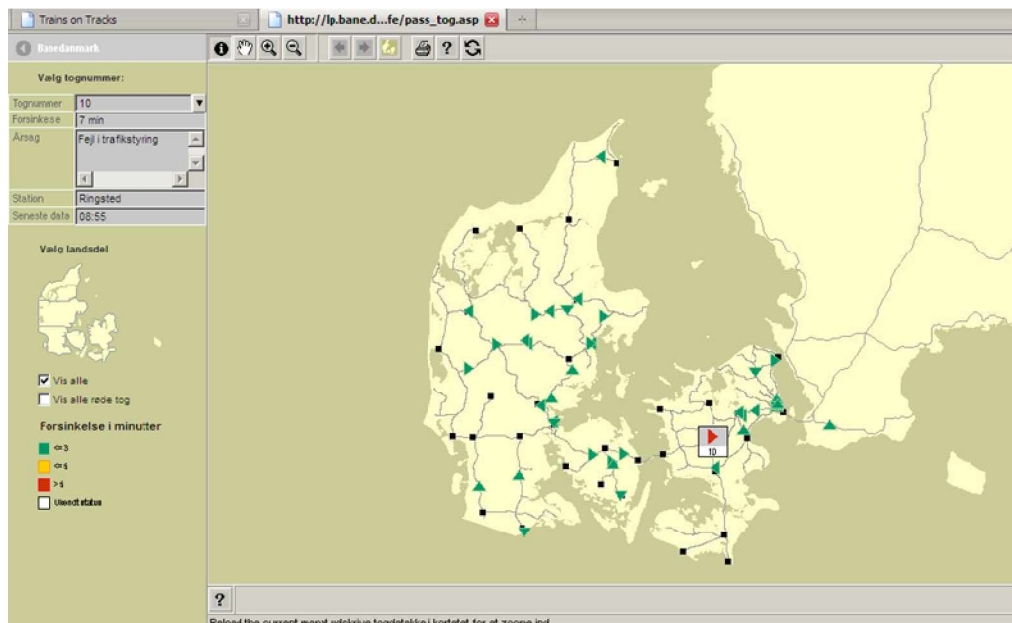 Trains on Tracks
http://lp.bane.d...fe/pass_tog.asp
Banedanmark
Vælg tognummer:
Tognummer 10
Forsinkelse 7 min
Årsag Fejl i trafikstyring
Station Ringsted
Seneste data 08:55
Vælg landsdel
Vis alle
Vis alle røde tog
Forsinkelse i minutter
<=3
<=5
>5
Ukendt status
10
?
?